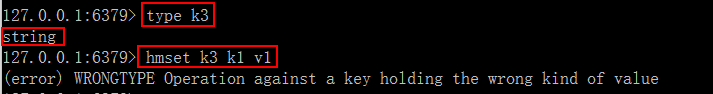 127.0.0.1:6379> type k3
string
127.0.0.1:6379> hmset k3 k1 v1
(error) WRONGTYPE Operation against a key holding the wrong kind of value